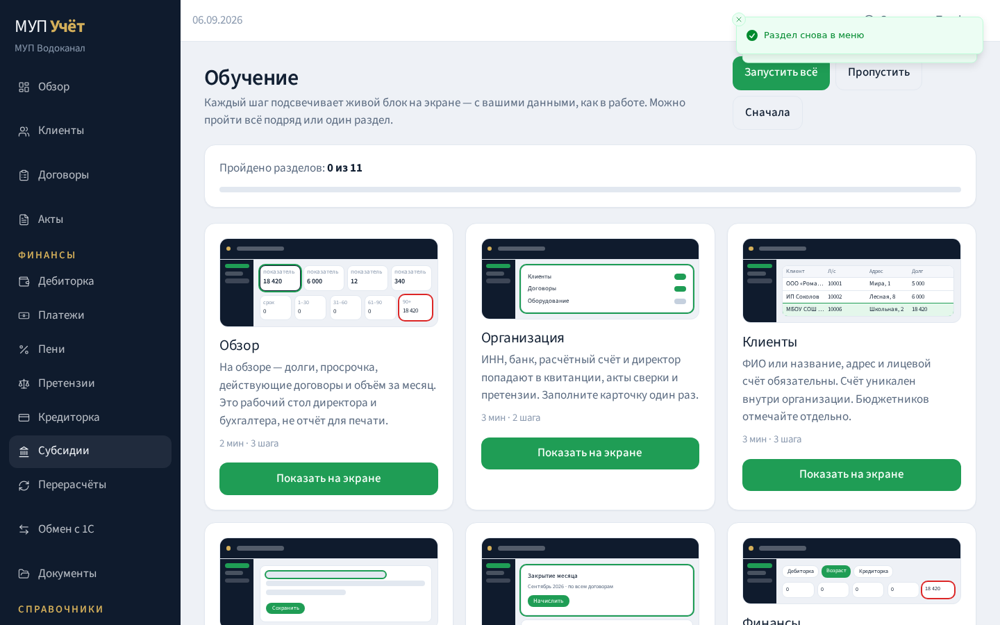 МУП Учёт
МУП Водоканал
Обзор
Клиенты
Договоры
Акты
ФИНАНСЫ
Дебиторка
Платежи
Пени
Претензии
Кредиторка
Субсидии
Перерасчёты
Обмен с 1С
Документы
СПРАВОЧНИКИ
06.09.2026
Раздел снова в меню
Обучение
Каждый шаг подсвечивает живой блок на экране — с вашими данными, как в работе. Можно
пройти всё подряд или один раздел.
Запустить всё
Пропустить
Сначала
Пройдено разделов: 0 из 11
показатель показатель показатель показатель
18 420 6 000 12 340
срок 1–30 31–60 61–90 90+
0 0 0 0 18 420
Обзор
На обзоре — долги, просрочка,
действующие договоры и объём за месяц.
Это рабочий стол директора и
бухгалтера, не отчёт для печати.
2 мин · 3 шага
Показать на экране
Клиенты
Договоры
Оборудование
Организация
ИНН, банк, расчётный счёт и директор
попадают в квитанции, акты сверки и
претензии. Заполните карточку один раз.
3 мин · 2 шага
Показать на экране
Клиент Л/с Адрес Долг
ООО «Рома… 10001 Мира, 1 5 000
ИП Соколов 10002 Лесная, 8 6 000
МБОУ СОШ … 10006 Школьная, 2 18 420
Клиенты
ФИО или название, адрес и лицевой
счёт обязательны. Счёт уникален
внутри организации. Бюджетников
отмечайте отдельно.
3 мин · 3 шага
Показать на экране
Сохранить
Закрытие месяца
Сентябрь 2026 · по всем договорам
Начислить
Дебиторка Возраст Кредиторка
0 0 0 0 18 420
Финансы